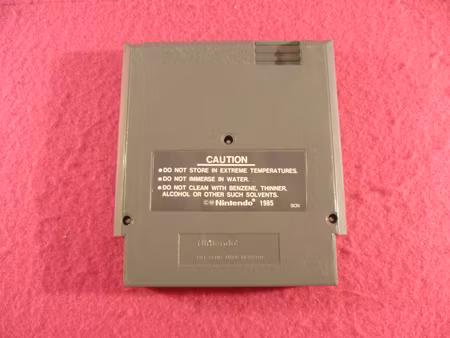 CAUTION
●DO NOT STORE IN EXTREME TEMPERATURES.
●DO NOT IMMERSE IN WATER.
●DO NOT CLEAN WITH BENZENE, THINNER,
ALCOHOL OR OTHER SUCH SOLVENTS.
©Ⓜ Nintendo® 1985
Nintendo®